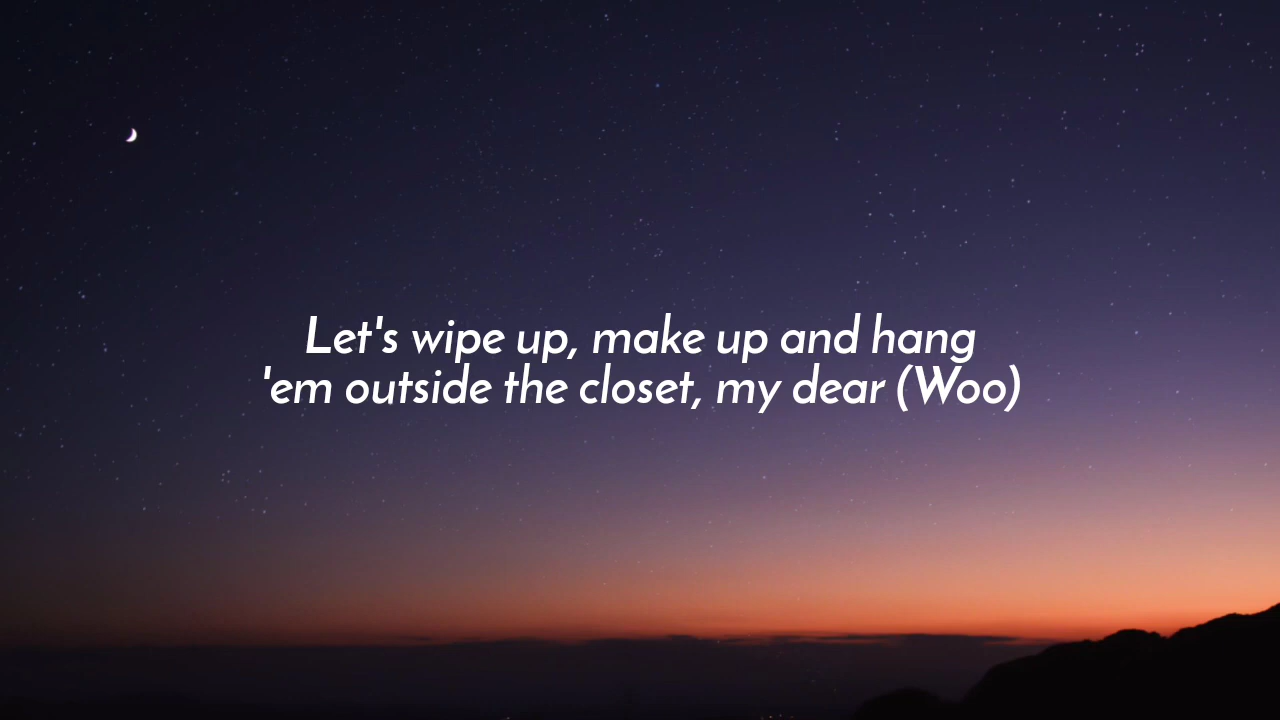 Let's wipe up, make up and hang
'em outside the closet, my dear (Woo)